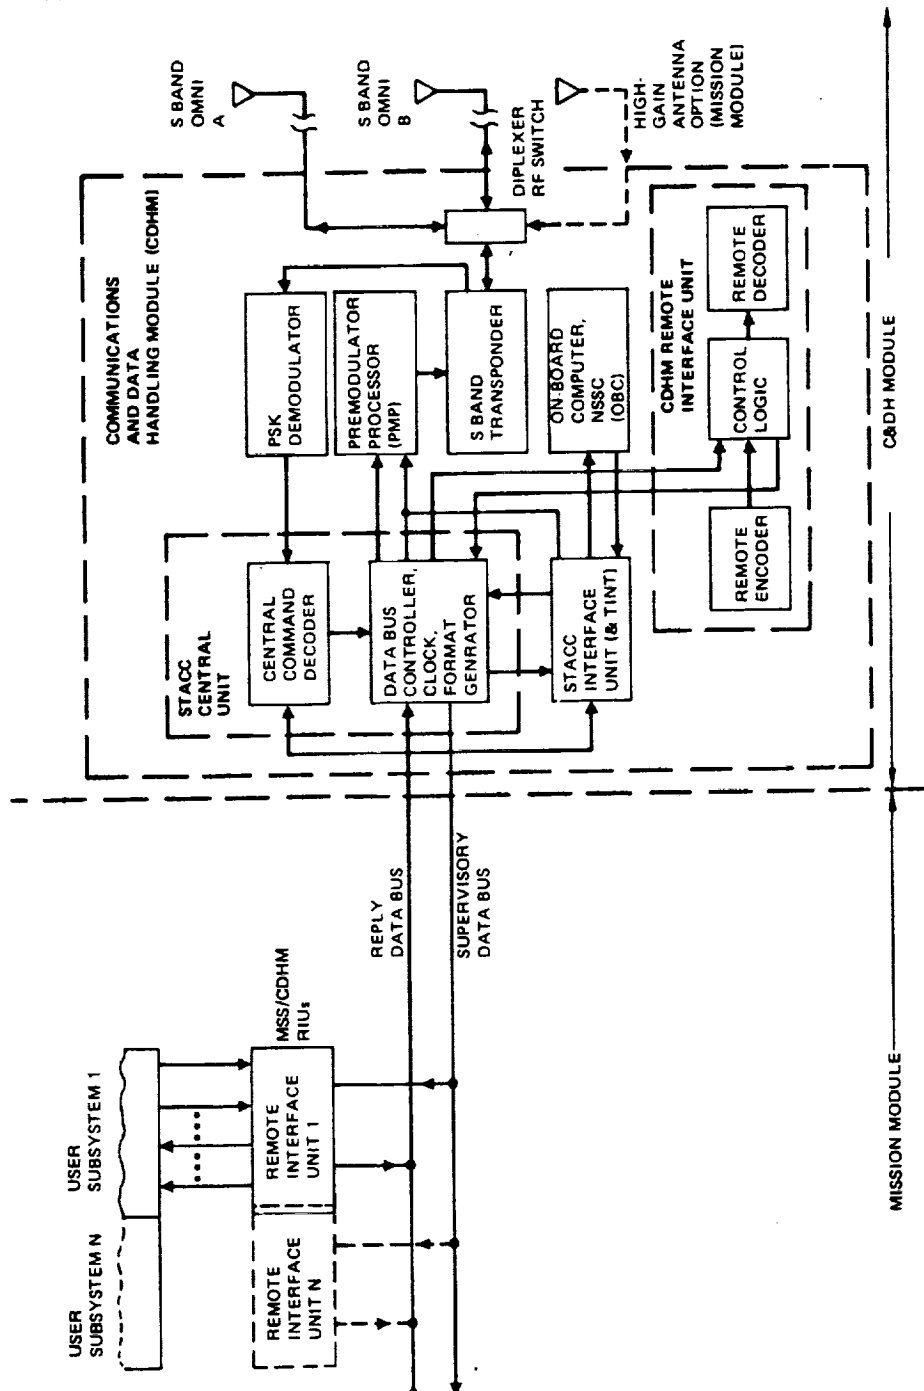 USER
SUBSYSTEM N
USER
SUBSYSTEM 1
REMOTE
INTERFACE
UNIT N
REMOTE
INTERFACE
UNIT 1
MSS/CDHM
RIUs
REPLY
DATA BUS
SUPERVISORY
DATA BUS
MISSION MODULE
COMMUNICATIONS
AND DATA
HANDLING MODULE (CDHM)
STACC
CENTRAL
UNIT
CENTRAL
COMMAND
DECODER
DATA BUS
CONTROLLER,
CLOCK,
FORMAT
GENRATOR
STACC
INTERFACE
UNIT (& TINT)
PSK
DEMODULATOR
PREMODULATOR
PROCESSOR
(PMP)
S BAND
TRANSPONDER
ON-BOARD
COMPUTER,
NSSC
(OBC)
CDHM REMOTE
INTERFACE UNIT
REMOTE
ENCODER
CONTROL
LOGIC
REMOTE
DECODER
S BAND
OMNI
A
S BAND
OMNI
B
DIPLEXER
RF SWITCH
HIGH-
GAIN
ANTENNA
OPTION
(MISSION
MODULE)
C&DH MODULE